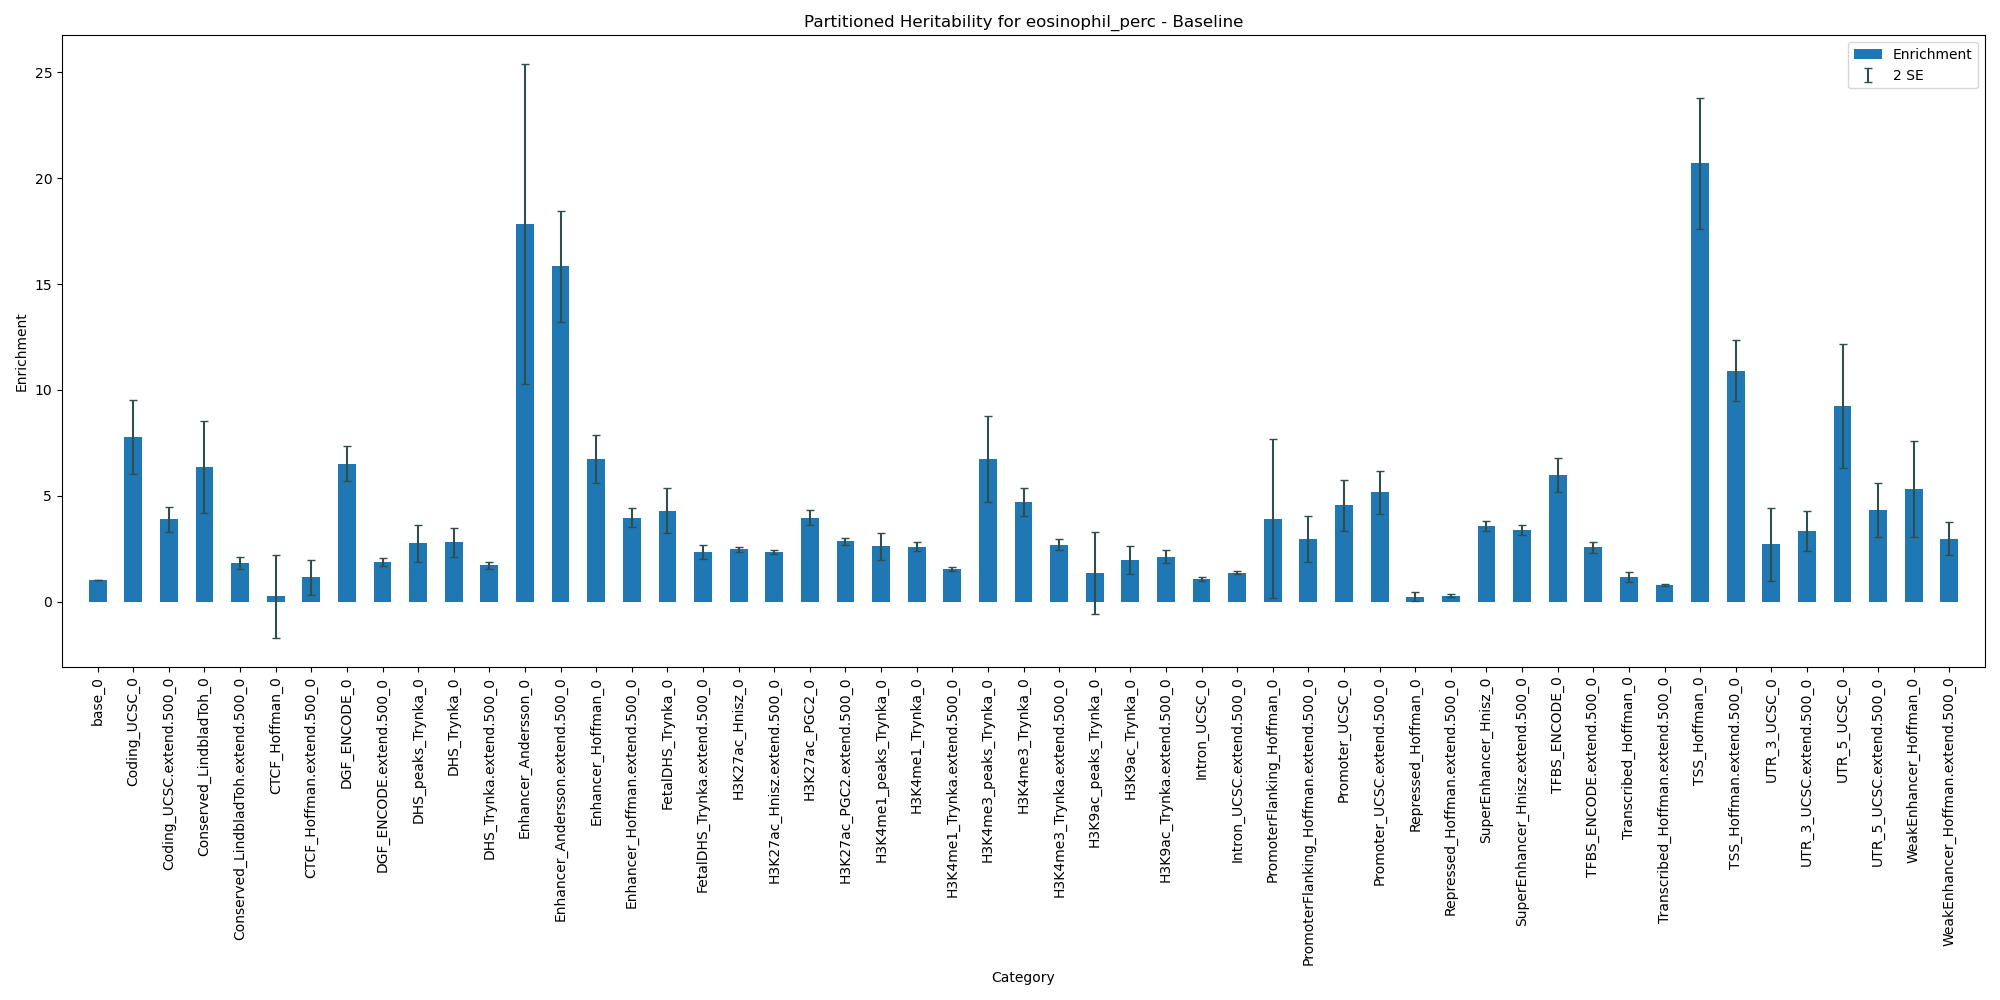 Partitioned Heritability for eosinophil_perc - Baseline
Enrichment
2 SE
Enrichment
25
20
15
10
5
0
base_0
Coding_UCSC_0
Coding_UCSC.extend.500_0
Conserved_LindbladToh_0
Conserved_LindbladToh.extend.500_0
CTCF_Hoffman_0
CTCF_Hoffman.extend.500_0
DGF_ENCODE_0
DGF_ENCODE.extend.500_0
DHS_peaks_Trynka_0
DHS_Trynka_0
DHS_Trynka.extend.500_0
Enhancer_Andersson_0
Enhancer_Andersson.extend.500_0
Enhancer_Hoffman_0
Enhancer_Hoffman.extend.500_0
FetalDHS_Trynka_0
FetalDHS_Trynka.extend.500_0
H3K27ac_Hnisz_0
H3K27ac_Hnisz.extend.500_0
H3K27ac_PGC2_0
H3K27ac_PGC2.extend.500_0
H3K4me1_peaks_Trynka_0
H3K4me1_Trynka_0
H3K4me1_Trynka.extend.500_0
H3K4me3_peaks_Trynka_0
H3K4me3_Trynka_0
H3K4me3_Trynka.extend.500_0
H3K9ac_peaks_Trynka_0
H3K9ac_Trynka_0
H3K9ac_Trynka.extend.500_0
Intron_UCSC_0
Intron_UCSC.extend.500_0
PromoterFlanking_Hoffman_0
PromoterFlanking_Hoffman.extend.500_0
Promoter_UCSC_0
Promoter_UCSC.extend.500_0
Repressed_Hoffman_0
Repressed_Hoffman.extend.500_0
SuperEnhancer_Hnisz_0
SuperEnhancer_Hnisz.extend.500_0
TFBS_ENCODE_0
TFBS_ENCODE.extend.500_0
Transcribed_Hoffman_0
Transcribed_Hoffman.extend.500_0
TSS_Hoffman_0
TSS_Hoffman.extend.500_0
UTR_3_UCSC_0
UTR_3_UCSC.extend.500_0
UTR_5_UCSC_0
UTR_5_UCSC.extend.500_0
WeakEnhancer_Hoffman_0
WeakEnhancer_Hoffman.extend.500_0
Category